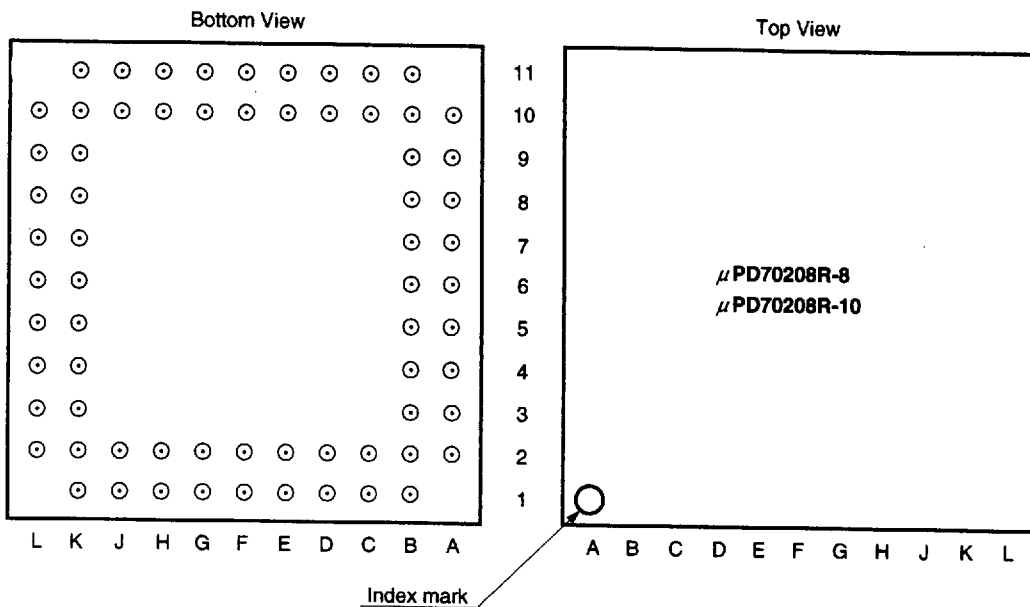 Bottom View
Top View
11
10
9
8
7
6
5
4
3
2
1
μPD70208R-8
μPD70208R-10
L K J H G F E D C B A
A B C D E F G H J K L
Index mark